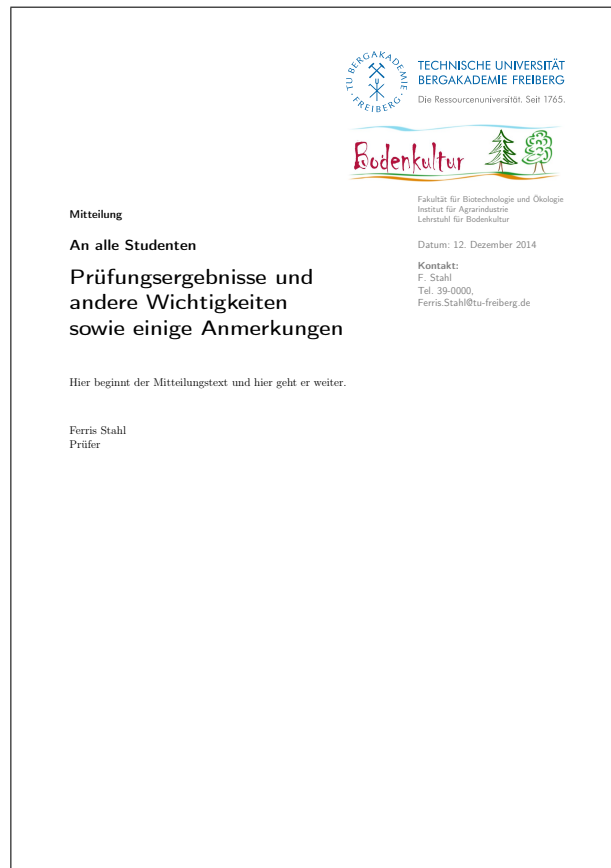 TU BERGAKADEMIE
· FREIBERG ·
TECHNISCHE UNIVERSITÄT
BERGAKADEMIE FREIBERG
Die Ressourcenuniversität. Seit 1765.
Bodenkultur
Fakultät für Biotechnologie und Ökologie
Institut für Agrarindustrie
Lehrstuhl für Bodenkultur
Mitteilung
An alle Studenten
Datum: 12. Dezember 2014
Prüfungsergebnisse und
andere Wichtigkeiten
sowie einige Anmerkungen
Kontakt:
F. Stahl
Tel. 39-0000,
Ferris.Stahl@tu-freiberg.de
Hier beginnt der Mitteilungstext und hier geht er weiter.
Ferris Stahl
Prüfer